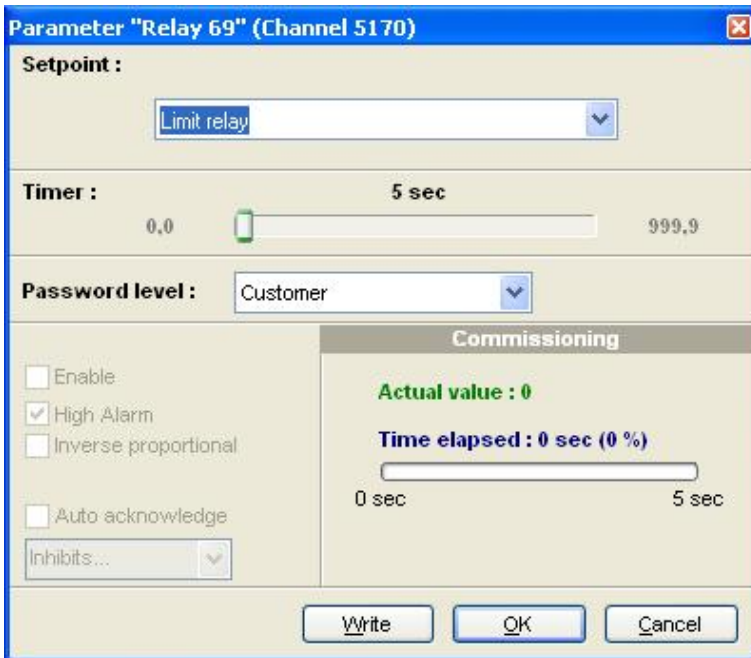 Parameter "Relay 69" (Channel 5170)
Setpoint :
Limit relay
Timer :
5 sec
0,0
999,9
Password level :
Customer
Commissioning
Enable
High Alarm
Inverse proportional
Auto acknowledge
Inhibits...
Actual value : 0
Time elapsed : 0 sec (0 %)
0 sec
5 sec
Write
OK
Cancel